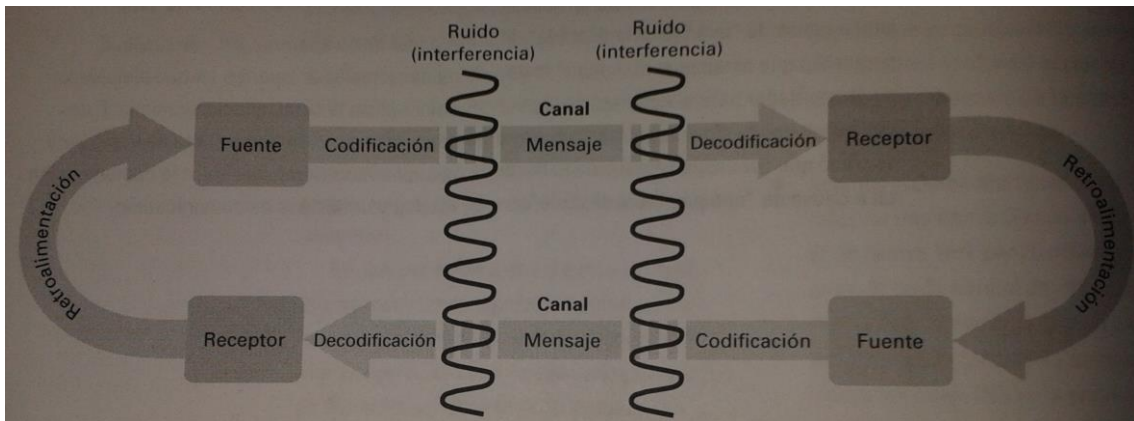 Ruido
(interferencia)
Ruido
(interferencia)
Canal
Fuente
Codificación
Mensaje
Decodificación
Receptor
Retroalimentación
Retroalimentación
Canal
Receptor
Decodificación
Mensaje
Codificación
Fuente